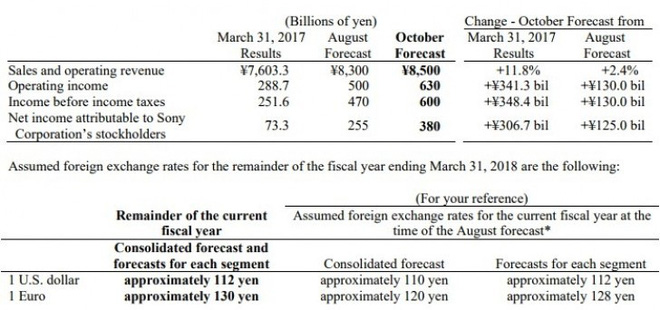 (Billions of yen) Change - October Forecast from
March 31, 2017 August October March 31, 2017 August
Results Forecast Forecast Results Forecast
Sales and operating revenue ¥7,603.3 ¥8,300 ¥8,500 +11.8% +2.4%
Operating income 288.7 500 630 +¥341.3 bil +¥130.0 bil
Income before income taxes 251.6 470 600 +¥348.4 bil +¥130.0 bil
Net income attributable to Sony
Corporation's stockholders 73.3 255 380 +¥306.7 bil +¥125.0 bil
Assumed foreign exchange rates for the remainder of the fiscal year ending March 31, 2018 are the following:
(For your reference)
Remainder of the current Assumed foreign exchange rates for the current fiscal year at the
fiscal year time of the August forecast*
Consolidated forecast and
forecasts for each segment Consolidated forecast Forecasts for each segment
1 U.S. dollar approximately 112 yen approximately 110 yen approximately 112 yen
1 Euro approximately 130 yen approximately 120 yen approximately 128 yen